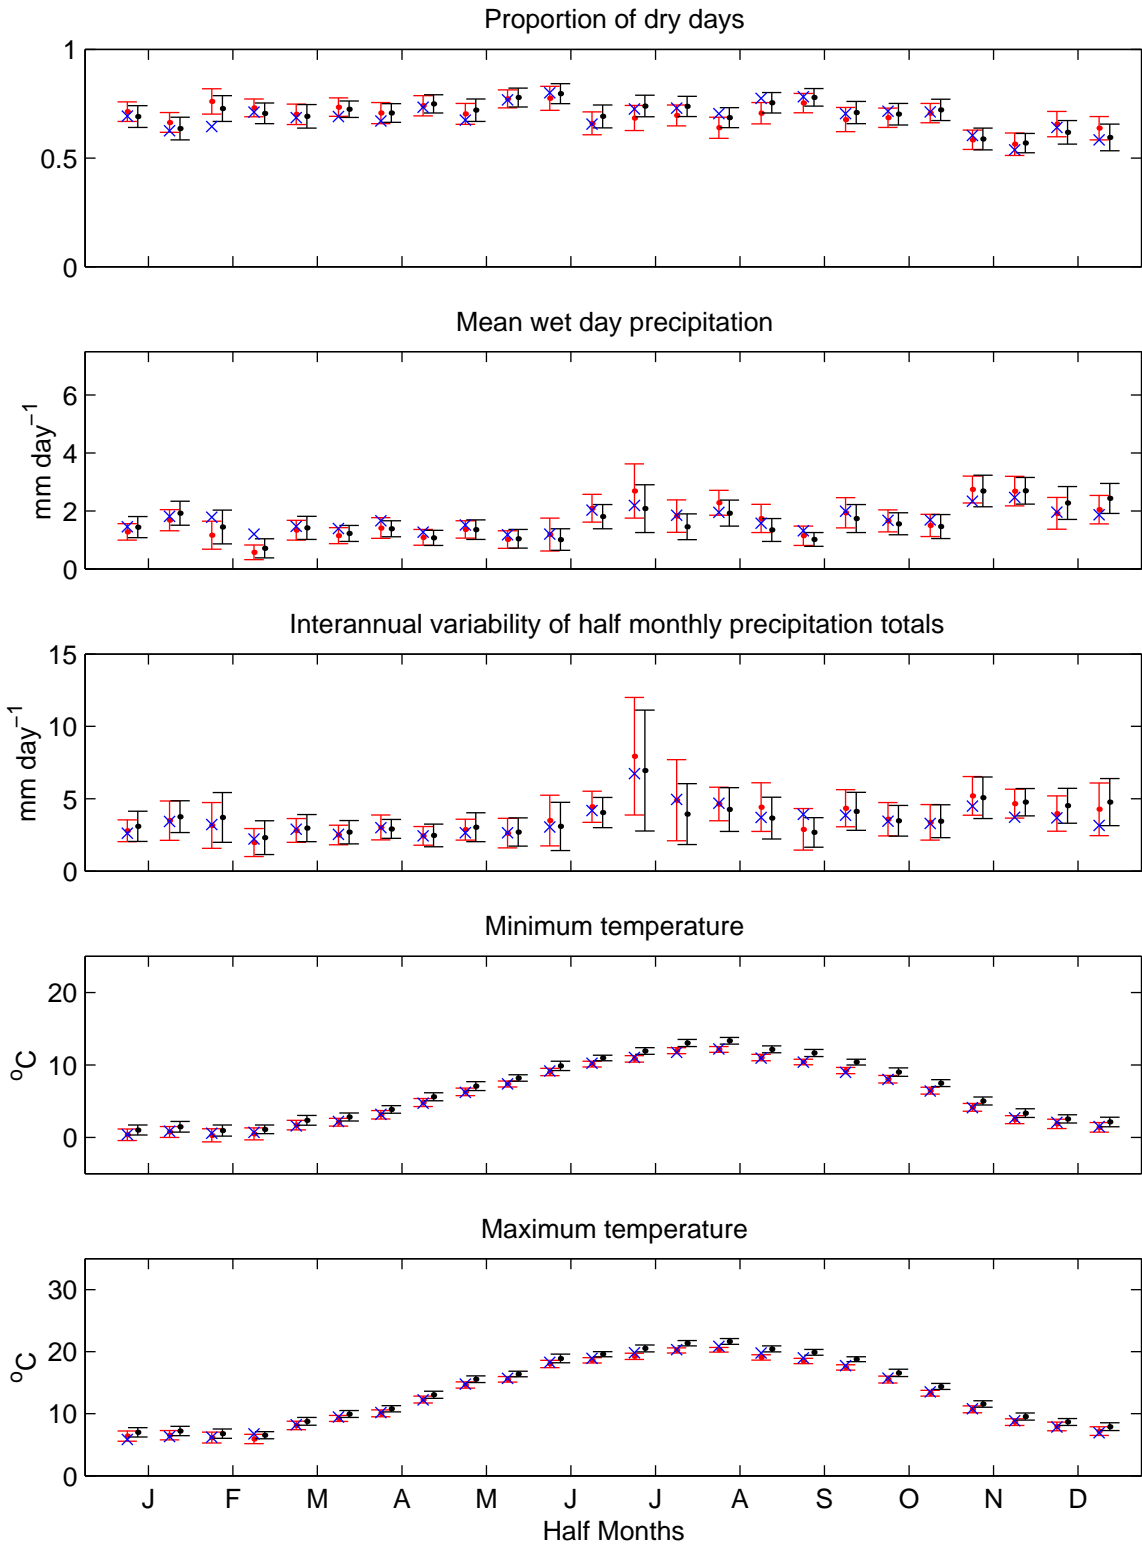 Proportion of dry days
1
0.5
0
Mean wet day precipitation
mm day⁻¹
6
4
2
0
Interannual variability of half monthly precipitation totals
mm day⁻¹
15
10
5
0
Minimum temperature
°C
20
10
0
Maximum temperature
°C
30
20
10
0
J F M A M J J A S O N D
Half Months